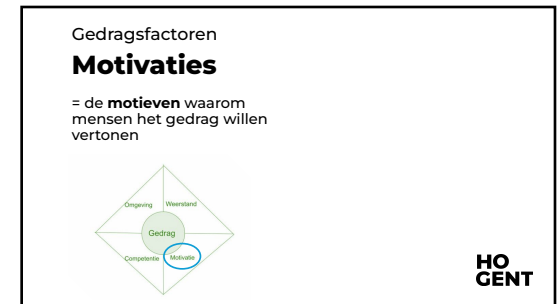 Gedragsfactoren
Motivaties
= de motieven waarom
mensen het gedrag willen
vertonen
Omgeving Weerstand
Gedrag
Competentie Motivatie
HO
GENT